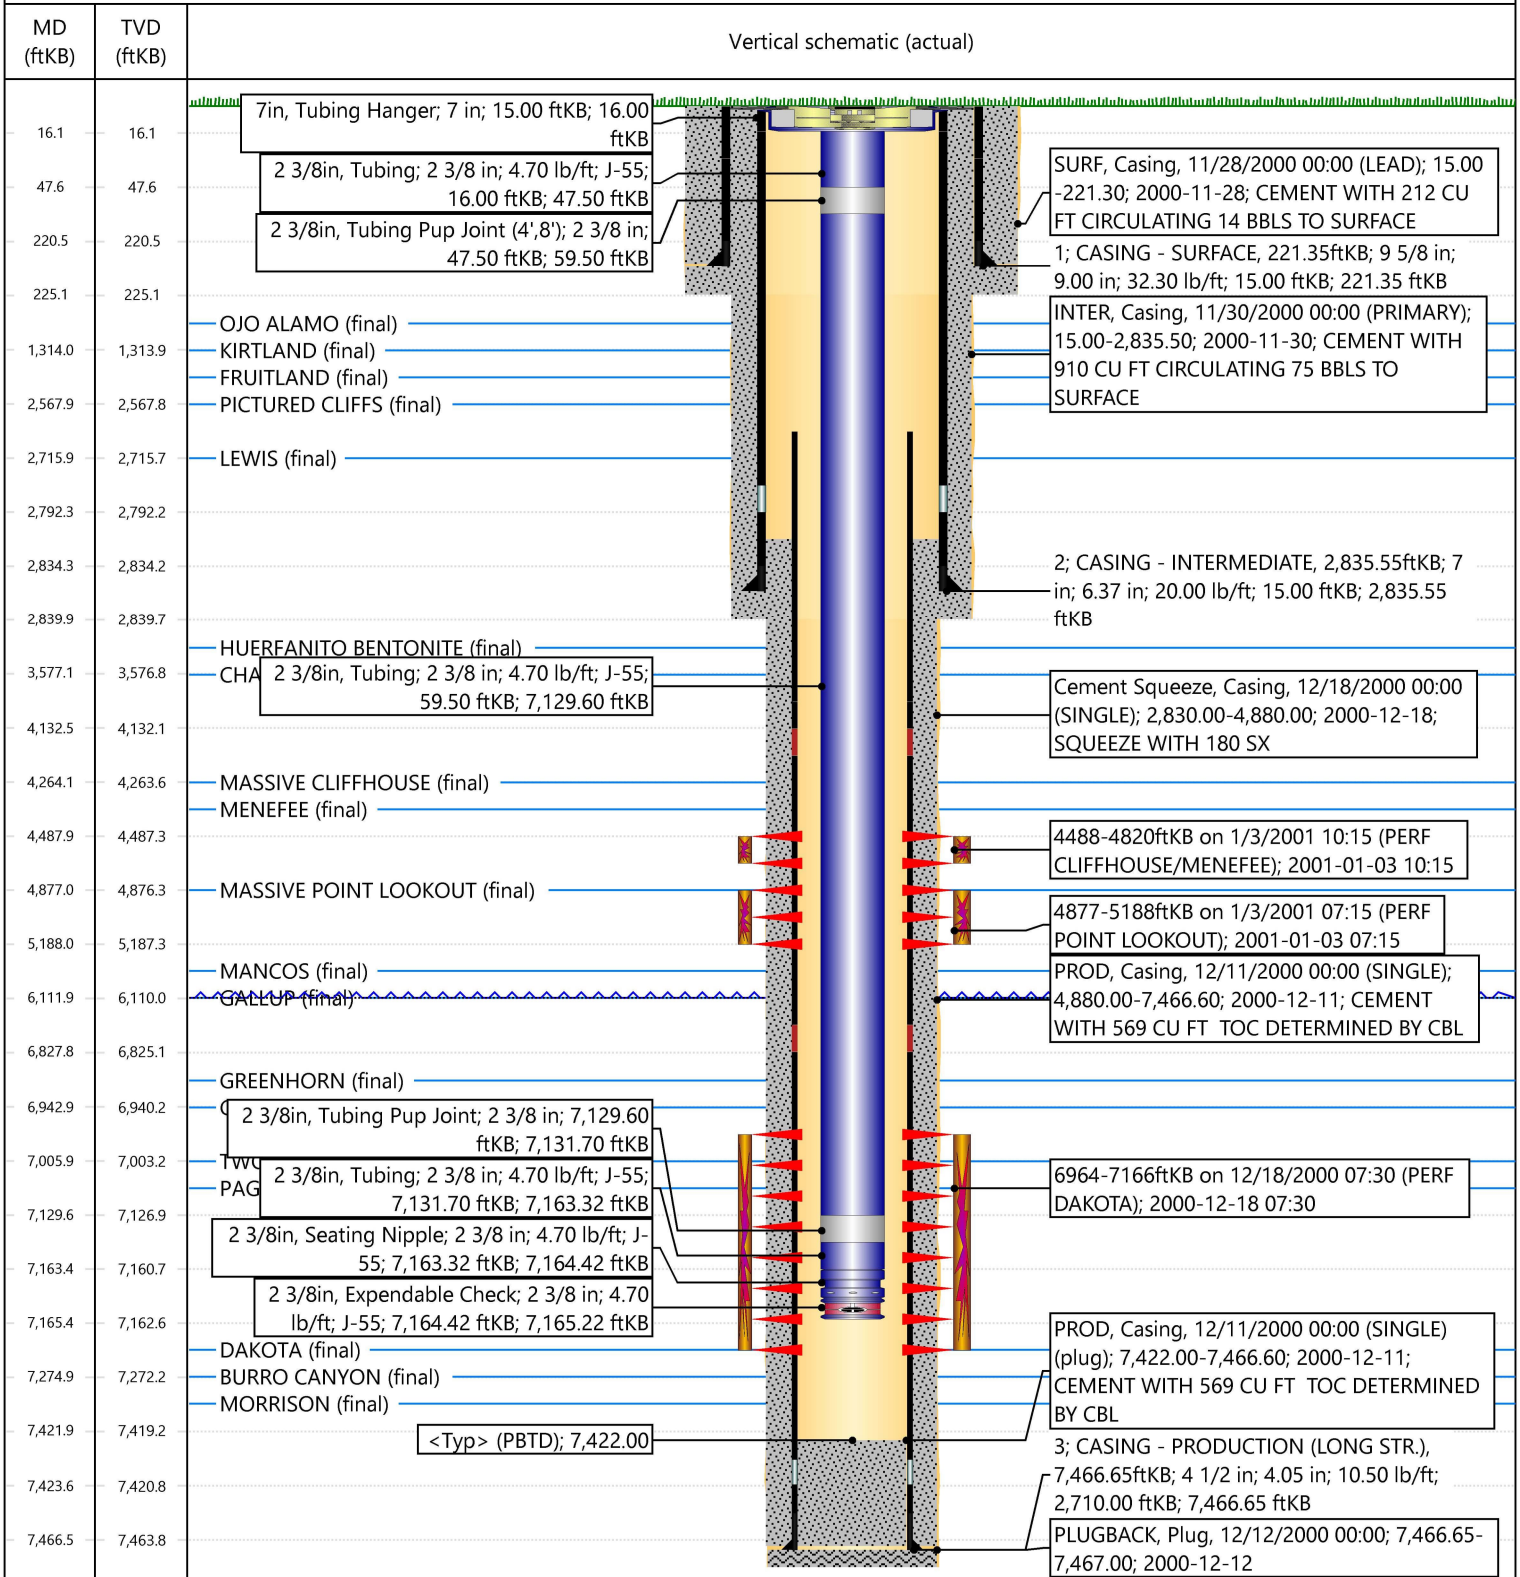 MD
(ftKB)
TVD
(ftKB)
Vertical schematic (actual)
7in, Tubing Hanger; 7 in; 15.00 ftKB; 16.00
ftKB
16.1 16.1
2 3/8in, Tubing; 2 3/8 in; 4.70 lb/ft; J-55;
16.00 ftKB; 47.50 ftKB
SURF, Casing, 11/28/2000 00:00 (LEAD); 15.00
-221.30; 2000-11-28; CEMENT WITH 212 CU
FT CIRCULATING 14 BBLS TO SURFACE
47.6 47.6
2 3/8in, Tubing Pup Joint (4',8'); 2 3/8 in;
47.50 ftKB; 59.50 ftKB
220.5 220.5
1; CASING - SURFACE, 221.35ftKB; 9 5/8 in;
9.00 in; 32.30 lb/ft; 15.00 ftKB; 221.35 ftKB
225.1 225.1
INTER, Casing, 11/30/2000 00:00 (PRIMARY);
15.00-2,835.50; 2000-11-30; CEMENT WITH
910 CU FT CIRCULATING 75 BBLS TO
SURFACE
OJO ALAMO (final)
1,314.0 1,313.9
KIRTLAND (final)
FRUITLAND (final)
2,567.9 2,567.8
PICTURED CLIFFS (final)
2,715.9 2,715.7
LEWIS (final)
2,792.3 2,792.2
2,834.3 2,834.2
2; CASING - INTERMEDIATE, 2,835.55ftKB; 7
in; 6.37 in; 20.00 lb/ft; 15.00 ftKB; 2,835.55
ftKB
2,839.9 2,839.7
HUERFANITO BENTONITE (final)
3,577.1 3,576.8
CHA
2 3/8in, Tubing; 2 3/8 in; 4.70 lb/ft; J-55;
59.50 ftKB; 7,129.60 ftKB
Cement Squeeze, Casing, 12/18/2000 00:00
(SINGLE); 2,830.00-4,880.00; 2000-12-18;
SQUEEZE WITH 180 SX
4,132.5 4,132.1
4,264.1 4,263.6
MASSIVE CLIFFHOUSE (final)
MENEFEE (final)
4,487.9 4,487.3
4488-4820ftKB on 1/3/2001 10:15 (PERF
CLIFFHOUSE/MENEFEE); 2001-01-03 10:15
4,877.0 4,876.3
MASSIVE POINT LOOKOUT (final)
4877-5188ftKB on 1/3/2001 07:15 (PERF
POINT LOOKOUT); 2001-01-03 07:15
5,188.0 5,187.3
MANCOS (final)
PROD, Casing, 12/11/2000 00:00 (SINGLE);
4,880.00-7,466.60; 2000-12-11; CEMENT
WITH 569 CU FT  TOC DETERMINED BY CBL
6,111.9 6,110.0
GALLUP (final)
6,827.8 6,825.1
GREENHORN (final)
6,942.9 6,940.2
2 3/8in, Tubing Pup Joint; 2 3/8 in; 7,129.60
ftKB; 7,131.70 ftKB
7,005.9 7,003.2
TWO
PAG
2 3/8in, Tubing; 2 3/8 in; 4.70 lb/ft; J-55;
7,131.70 ftKB; 7,163.32 ftKB
6964-7166ftKB on 12/18/2000 07:30 (PERF
DAKOTA); 2000-12-18 07:30
7,129.6 7,126.9
2 3/8in, Seating Nipple; 2 3/8 in; 4.70 lb/ft; J-
55; 7,163.32 ftKB; 7,164.42 ftKB
7,163.4 7,160.7
2 3/8in, Expendable Check; 2 3/8 in; 4.70
lb/ft; J-55; 7,164.42 ftKB; 7,165.22 ftKB
7,165.4 7,162.6
PROD, Casing, 12/11/2000 00:00 (SINGLE)
(plug); 7,422.00-7,466.60; 2000-12-11;
CEMENT WITH 569 CU FT  TOC DETERMINED
BY CBL
DAKOTA (final)
7,274.9 7,272.2
BURRO CANYON (final)
MORRISON (final)
7,421.9 7,419.2
<Typ> (PBTD); 7,422.00
3; CASING - PRODUCTION (LONG STR.),
7,466.65ftKB; 4 1/2 in; 4.05 in; 10.50 lb/ft;
2,710.00 ftKB; 7,466.65 ftKB
7,423.6 7,420.8
7,466.5 7,463.8
PLUGBACK, Plug, 12/12/2000 00:00; 7,466.65-
7,467.00; 2000-12-12